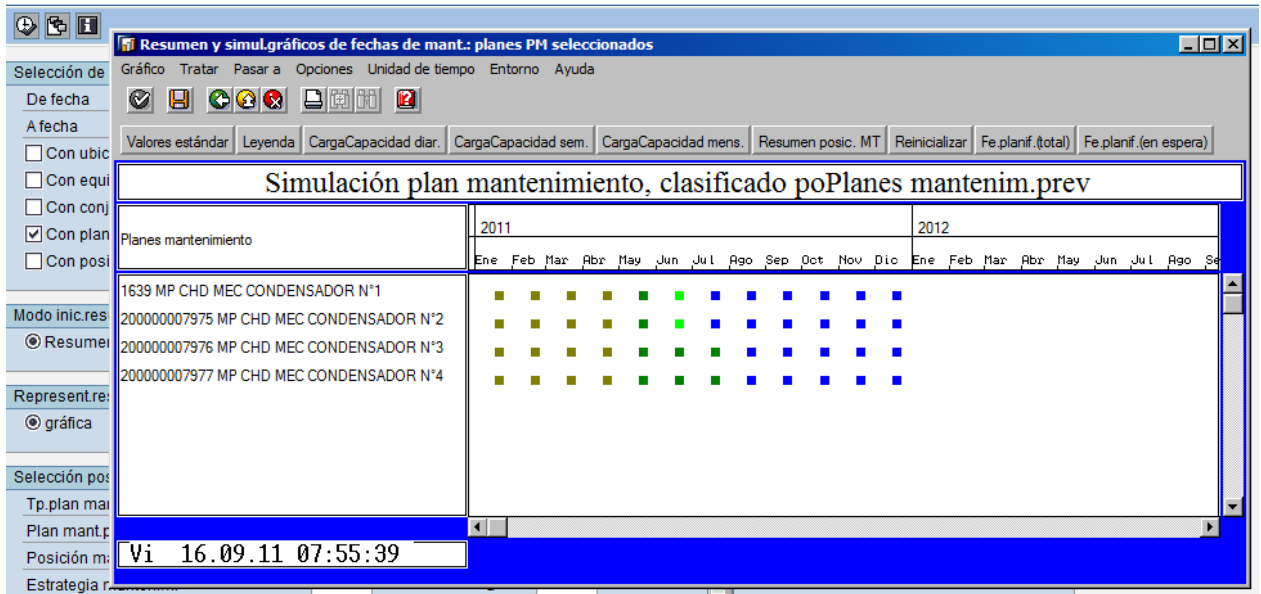 Resumen y simul.gráficos de fechas de mant.: planes PM seleccionados
Gráfico Tratar Pasar a Opciones Unidad de tiempo Entorno Ayuda
Valores estándar Leyenda CargaCapacidad diar. CargaCapacidad sem. CargaCapacidad mens. Resumen posic. MT Reinicializar Fe.planif.(total) Fe.planif.(en espera)
Simulación plan mantenimiento, clasificado poPlanes mantenim.prev
Planes mantenimiento
2011 2012
Ene Feb Mar Abr May Jun Jul Ago Sep Oct Nov Dic Ene Feb Mar Abr May Jun Jul Ago Se
1639 MP CHD MEC CONDENSADOR N°1
200000007975 MP CHD MEC CONDENSADOR N°2
200000007976 MP CHD MEC CONDENSADOR N°3
200000007977 MP CHD MEC CONDENSADOR N°4
Vi 16.09.11 07:55:39
Selección de
De fecha
A fecha
Con ubic
Con equi
Con conj
Con plan
Con posi
Modo inic.res
Resume
Represent.re
gráfica
Selección pos
Tp.plan ma
Plan mant.p
Posición m
Estrategia